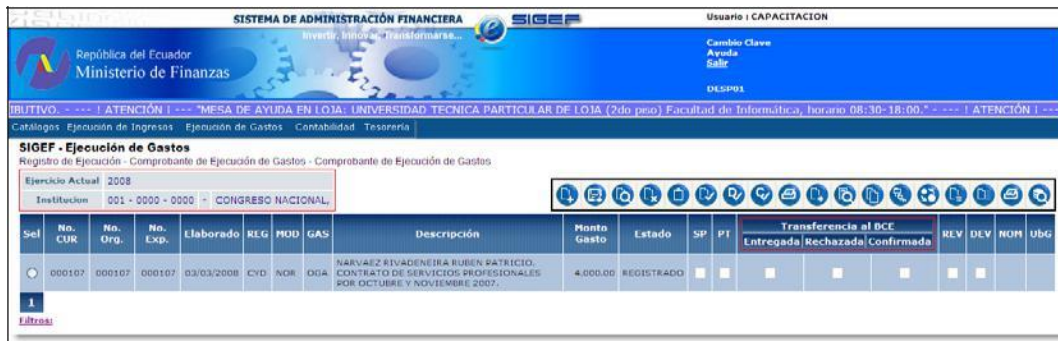 SISTEMA DE ADMINISTRACIÓN FINANCIERA
SIGEF
Usuario : CAPACITACION
Invertir, Innovar, Transformarse...
República del Ecuador
Ministerio de Finanzas
Cambio Clave
Ayuda
Salir
DLSP01
IBUTIVO. - --- ! ATENCIÓN ! --- "MESA DE AYUDA EN LOJA: UNIVERSIDAD TECNICA PARTICULAR DE LOJA (2do piso) Facultad de Informática, horario 08:30-18:00." - --- ! ATENCIÓN ! ---
Catálogos Ejecución de Ingresos Ejecución de Gastos Contabilidad Tesorería
SIGEF - Ejecución de Gastos
Registro de Ejecución - Comprobante de Ejecución de Gastos - Comprobante de Ejecución de Gastos
Ejercicio Actual 2008
Institucion 001 - 0000 - 0000 - CONGRESO NACIONAL,
Sel No. CUR No. Org. No. Exp. Elaborado REG MOD GAS Descripción Monto Gasto Estado SP PT Transferencia al BCE Entregada Rechazada Confirmada REV DEV NOM UbG
000107 000107 000107 03/03/2008 CYD NOR OGA NARVAEZ RIVADENEIRA RUBEN PATRICIO. CONTRATO DE SERVICIOS PROFESIONALES POR OCTUBRE Y NOVIEMBRE 2007. 4,000.00 REGISTRADO
1
Filtros: